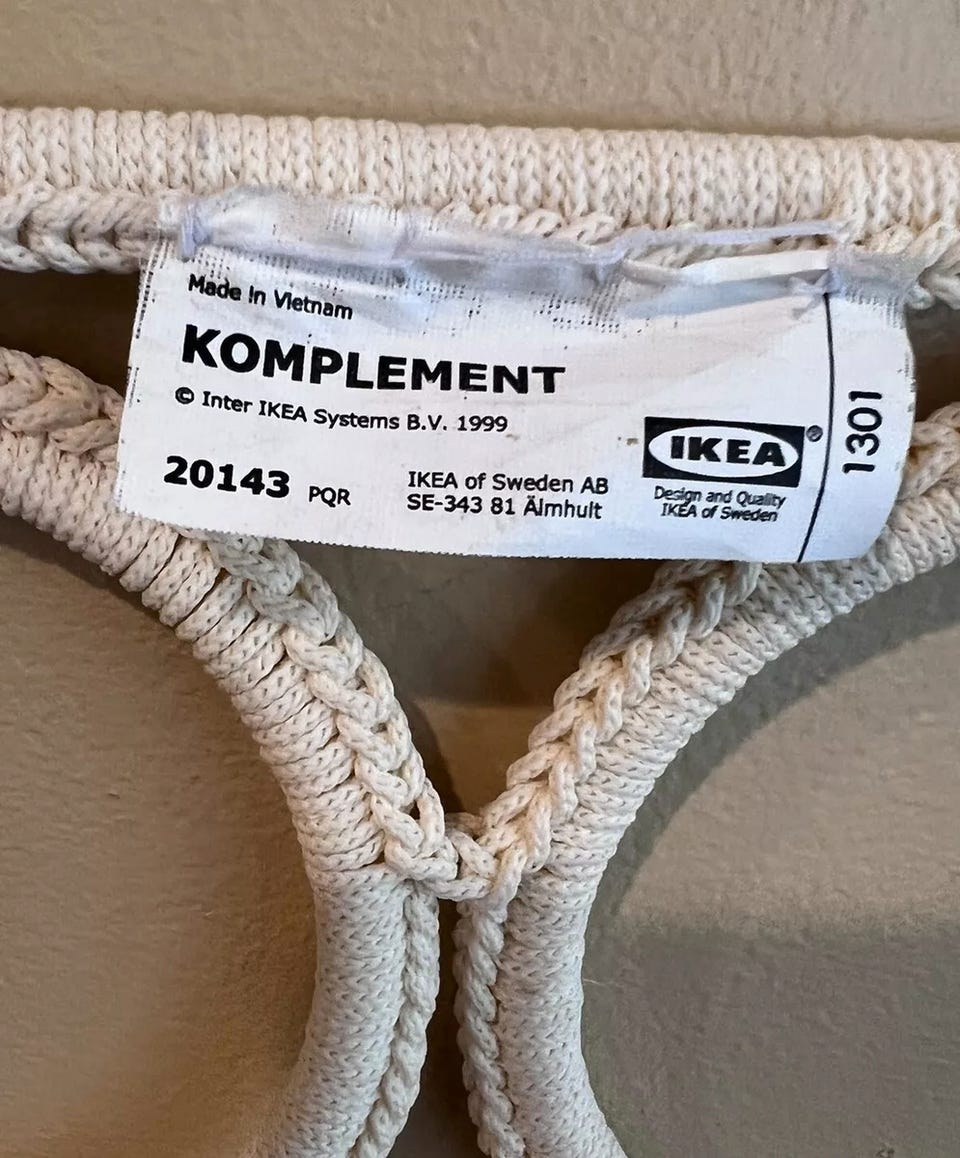 Made in Vietnam
KOMPLEMENT
© Inter IKEA Systems B.V. 1999
20143 PQR
IKEA of Sweden AB
SE-343 81 Älmhult
IKEA®
Design and Quality
IKEA of Sweden
1301